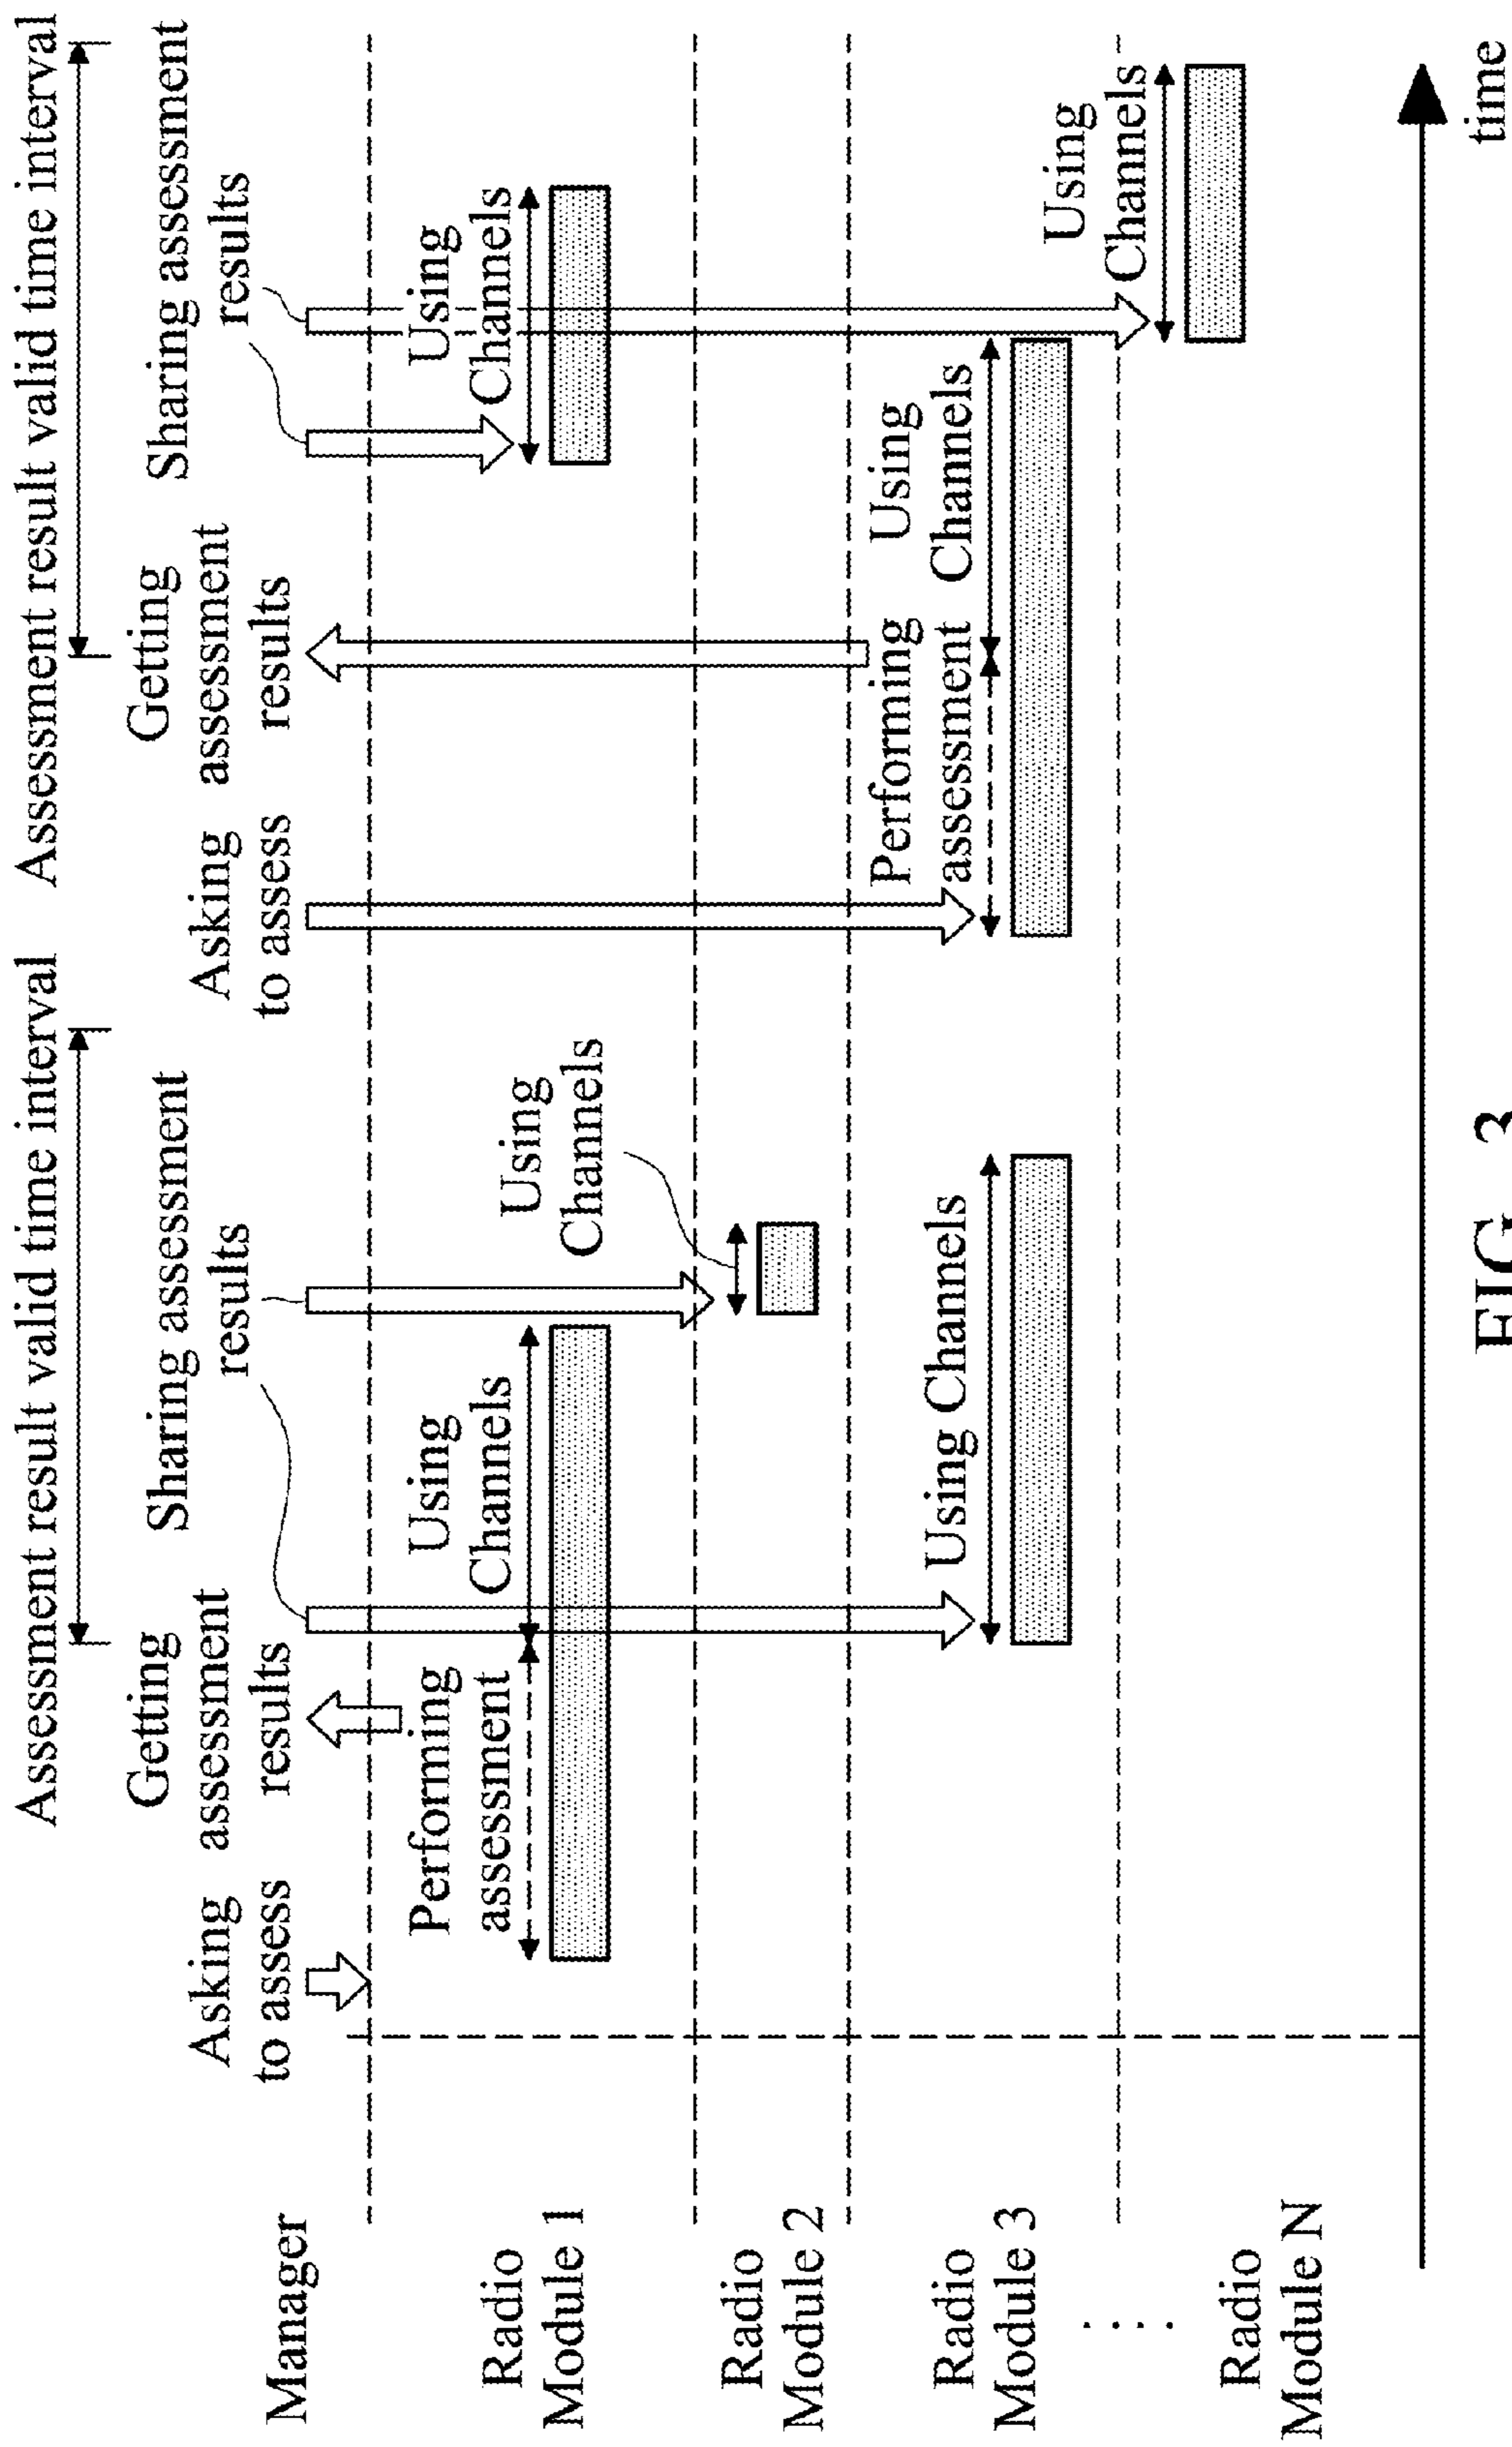 Assessment result valid time interval
Assessment result valid time interval
Asking
to assess
Getting
assessment
results
Sharing assessment
results
Asking
to assess
Getting
assessment
results
Sharing assessment
results
Manager
Radio
Module 1
Performing
assessment
Using
Channels
Using
Channels
Radio
Module 2
Using
Channels
Radio
Module 3
Using Channels
Performing
assessment
Using
Channels
Radio
Module N
Using
Channels
time
FIG. 3